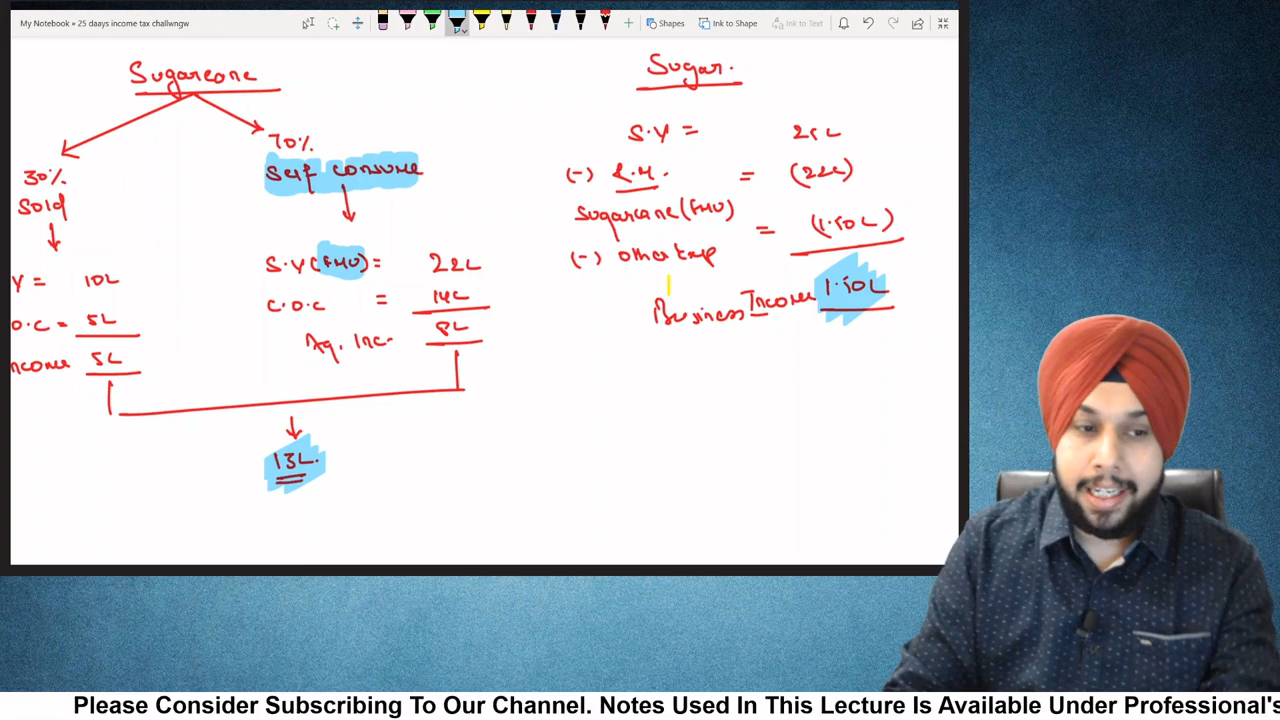 My Notebook » 25 daays income tax challwngw
Shapes
Ink to Shape
Ink to Text
Sugarcane
30%
Sold
70%
Self consume
Y = 10L
O.C = 5L
ncome 5L
S.V (FMV) = 22L
C.O.C = 14L
Ag. Inc. 8L
13L.
Sugar.
S.V = 25L
(-) R.M. = (22L)
Sugarcane (FMV)
(-) other Exp = (1.50L)
Business Income 1.50L
Please Consider Subscribing To Our Channel. Notes Used In This Lecture Is Available Under Professional's